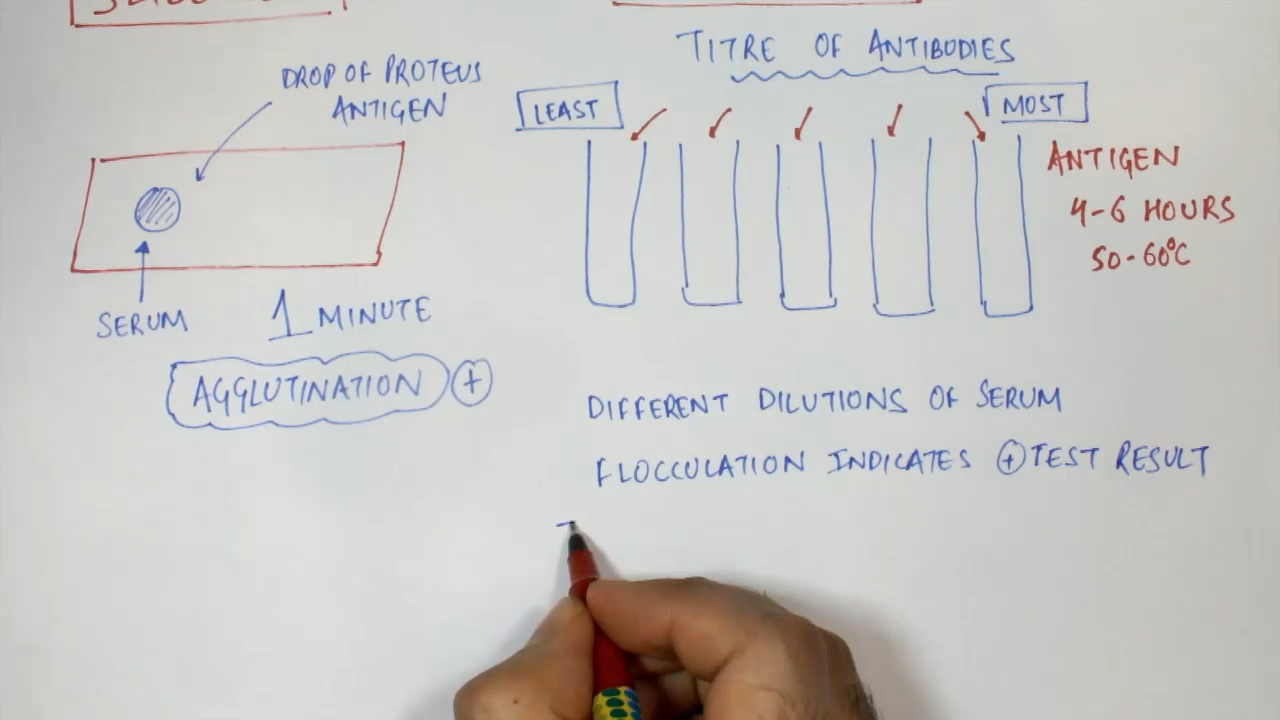 DROP OF PROTEUS
ANTIGEN
SERUM
1 MINUTE
AGGLUTINATION +
TITRE OF ANTIBODIES
LEAST
MOST
ANTIGEN
4-6 HOURS
50-60°C
DIFFERENT DILUTIONS OF SERUM
FLOCCULATION INDICATES + TEST RESULT